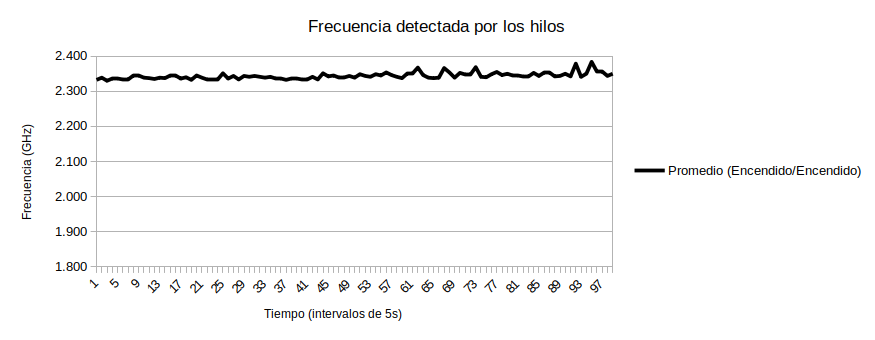 Frecuencia detectada por los hilos
2.400
2.300
2.200
2.100
2.000
1.900
1.800
Frecuencia (GHz)
1 5 9 13 17 21 25 29 33 37 41 45 49 53 57 61 65 69 73 77 81 85 89 93 97
Tiempo (intervalos de 5s)
Promedio (Encendido/Encendido)